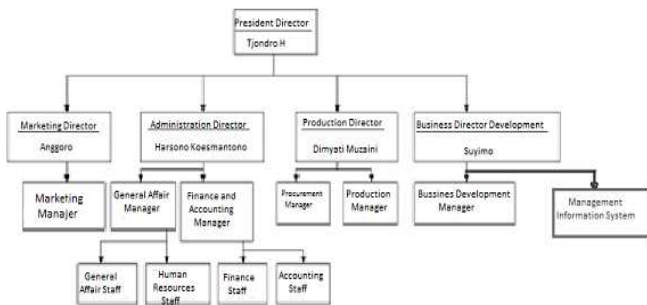 President Director
Tjondro H
Marketing Director
Anggoro
Administration Director
Harsono Koesmantono
Production Director
Dimyati Muzaini
Business Director Development
Suyimo
Marketing
Manajer
General Affair
Manager
Finance and
Accounting
Manager
Procurement
Manager
Production
Manager
Bussines Development
Manager
Management
Information System
General
Affair Staff
Human
Resources
Staff
Finance
Staff
Accounting
Staff